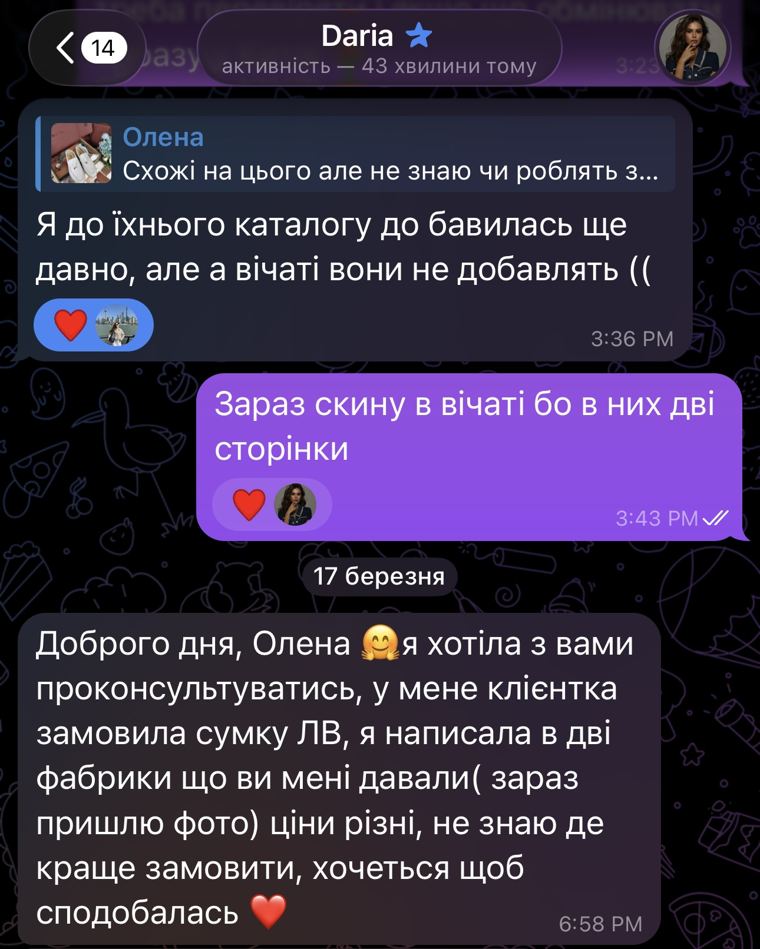 14
Daria
активність — 43 хвилини тому
3:23
Олена
Схожі на цього але не знаю чи роблять з...
Я до їхнього каталогу до бавилась ще
давно, але а вічаті вони не добавлять ((
❤️
3:36 PM
Зараз скину в вічаті бо в них дві
сторінки
❤️
3:43 PM
17 березня
Доброго дня, Олена 🤗я хотіла з вами
проконсультуватись, у мене клієнтка
замовила сумку ЛВ, я написала в дві
фабрики що ви мені давали( зараз
пришлю фото) ціни різні, не знаю де
краще замовити, хочеться щоб
сподобалась ❤️
6:58 PM